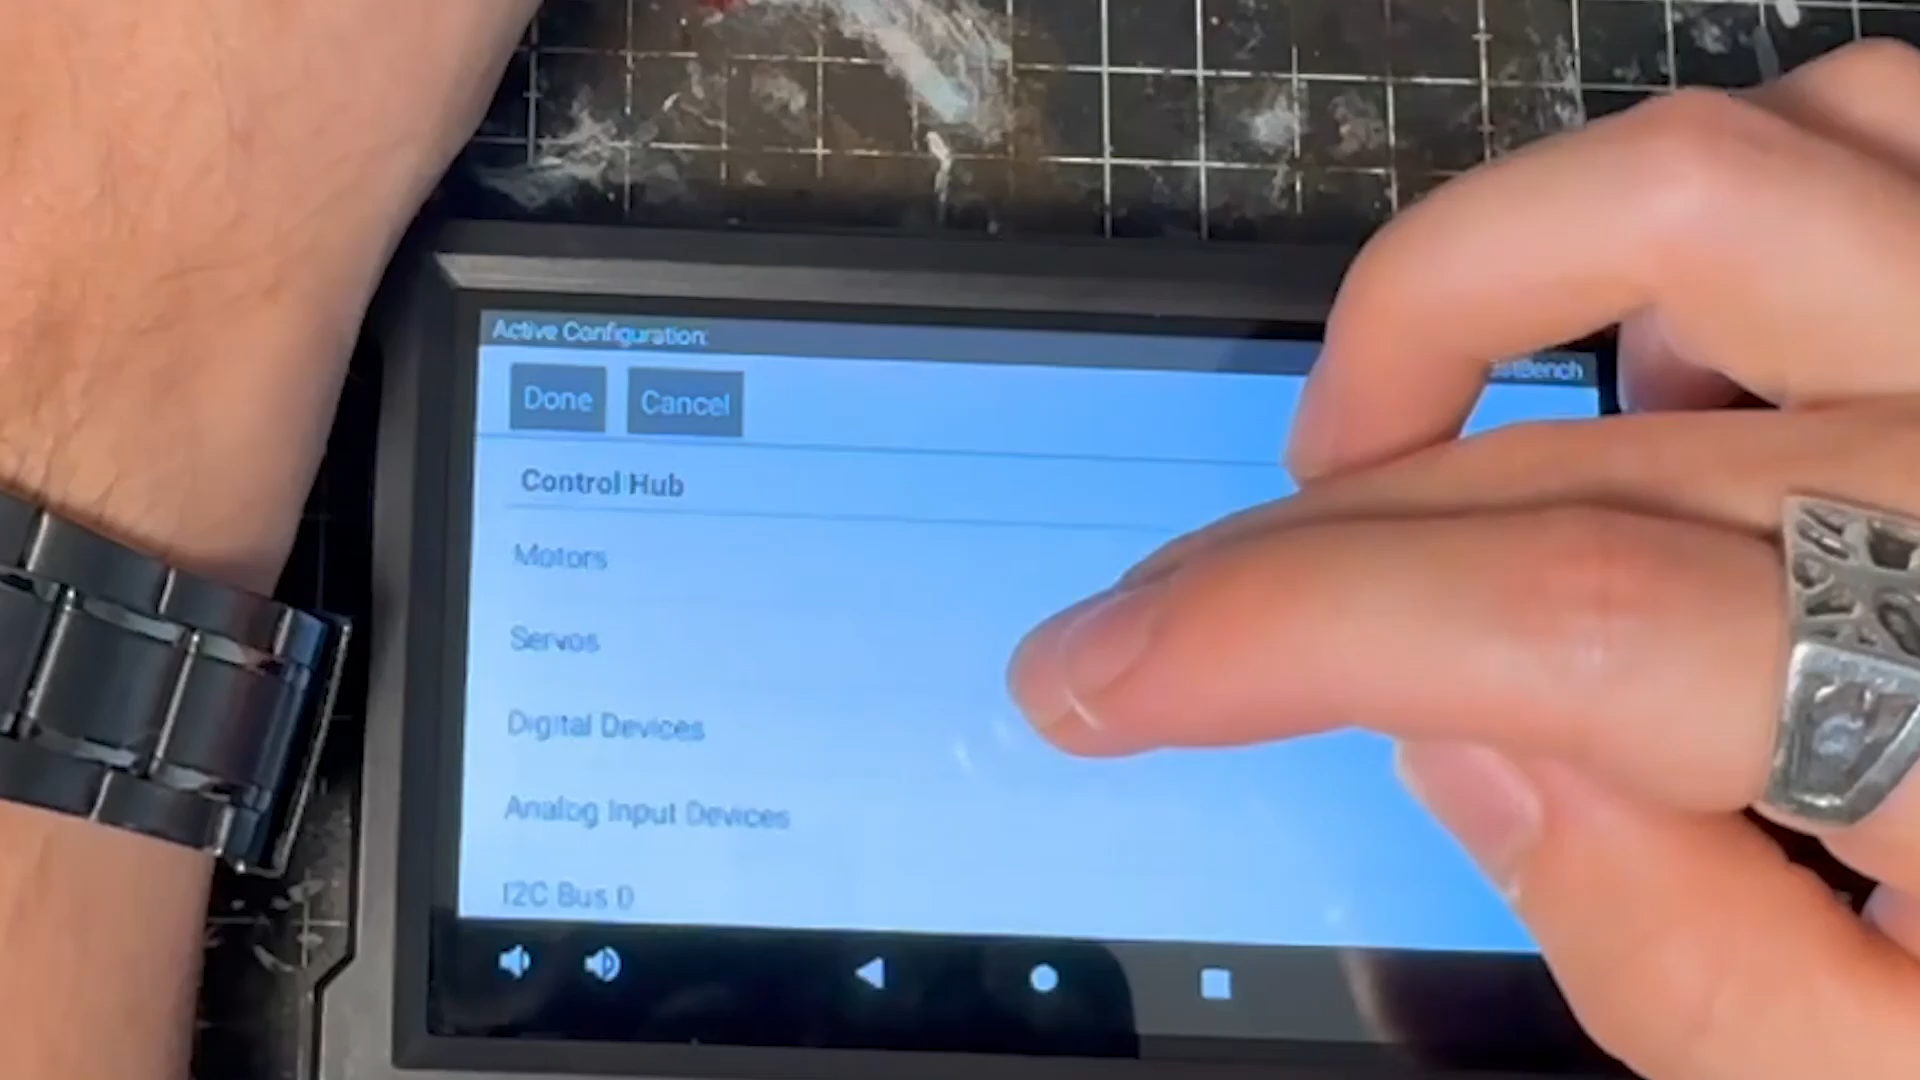 Active Configuration:
Done Cancel
Control Hub
Motors
Servos
Digital Devices
Analog Input Devices
I2C Bus 0